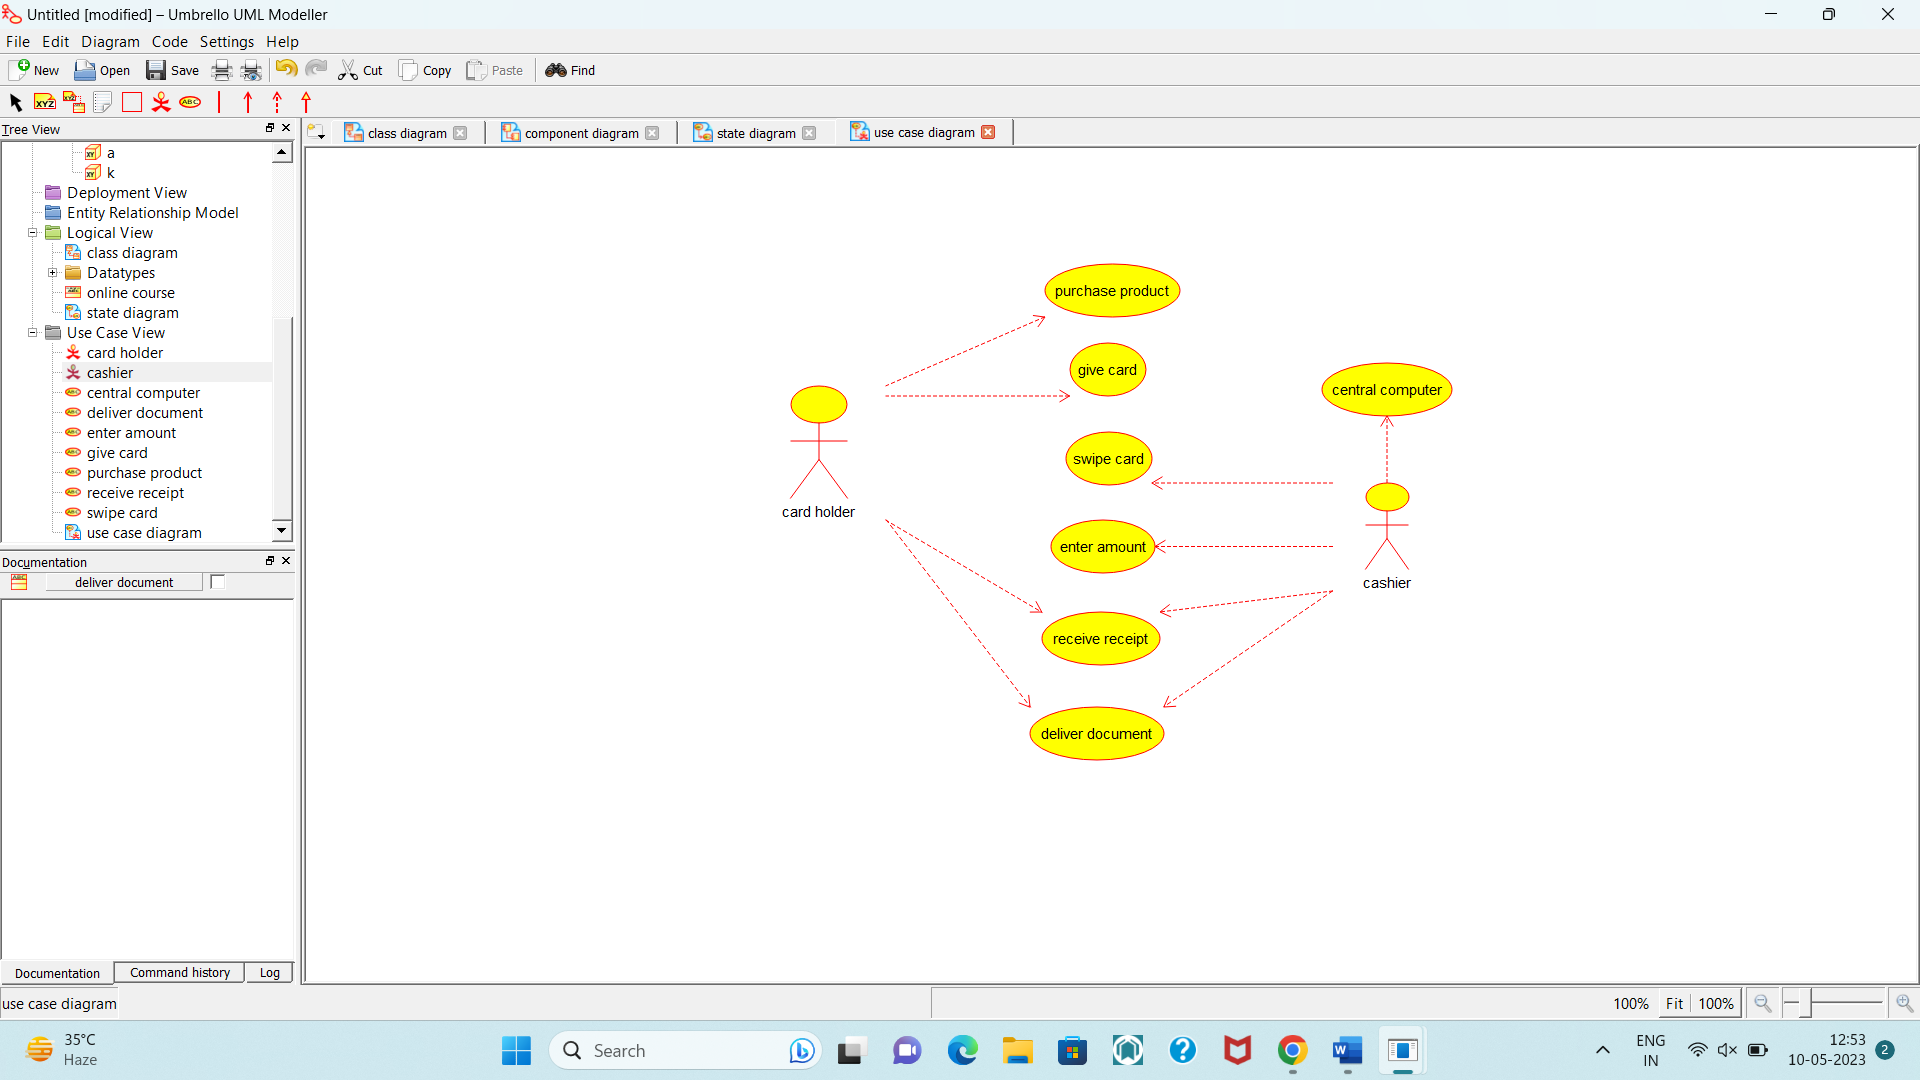 Untitled [modified] – Umbrello UML Modeller
File Edit Diagram Code Settings Help
New Open Save Cut Copy Paste Find
XYZ XYZ ABC
Tree View
class diagram component diagram state diagram use case diagram
a
k
Deployment View
Entity Relationship Model
Logical View
class diagram
Datatypes
online course
state diagram
Use Case View
card holder
cashier
central computer
deliver document
enter amount
give card
purchase product
receive receipt
swipe card
use case diagram
Documentation
deliver document
Documentation Command history Log
purchase product
give card
central computer
swipe card
card holder
enter amount
cashier
receive receipt
deliver document
use case diagram
100% Fit 100%
35°C
Haze
Search
ENG
IN
12:53
10-05-2023
2